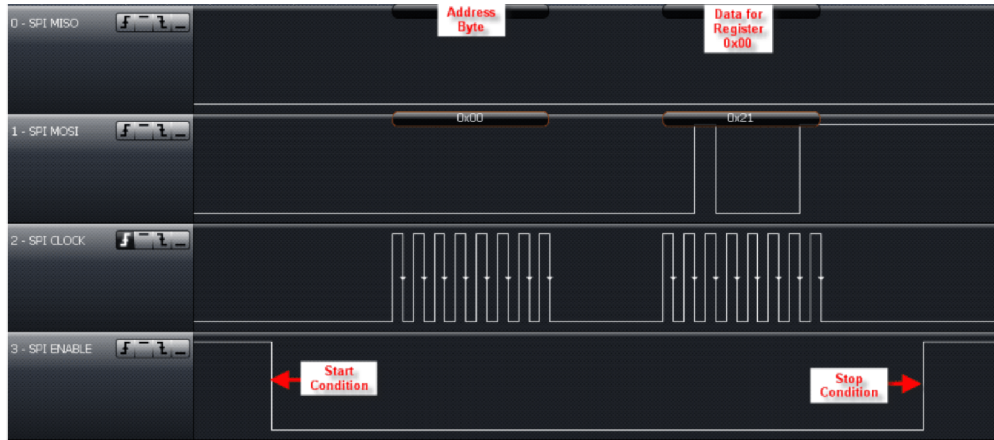 0 - SPI MISO
Address
Byte
Data for
Register
0x00
1 - SPI MOSI
0x00
0x21
2 - SPI CLOCK
3 - SPI ENABLE
Start
Condition
Stop
Condition